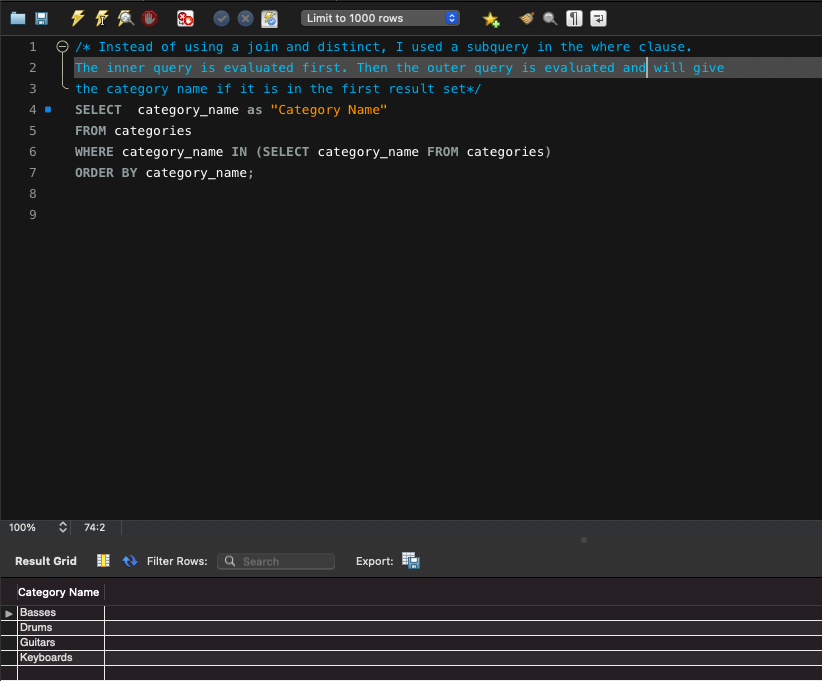 Limit to 1000 rows
1 /* Instead of using a join and distinct, I used a subquery in the where clause.
2 The inner query is evaluated first. Then the outer query is evaluated and will give
3 the category name if it is in the first result set*/
4 SELECT  category_name as "Category Name"
5 FROM categories
6 WHERE category_name IN (SELECT category_name FROM categories)
7 ORDER BY category_name;
8
9
100% 74:2
Result Grid Filter Rows: Search Export:
Category Name
Basses
Drums
Guitars
Keyboards